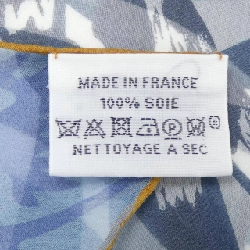 MADE IN FRANCE
100% SOIE
NETTOYAGE A SEC